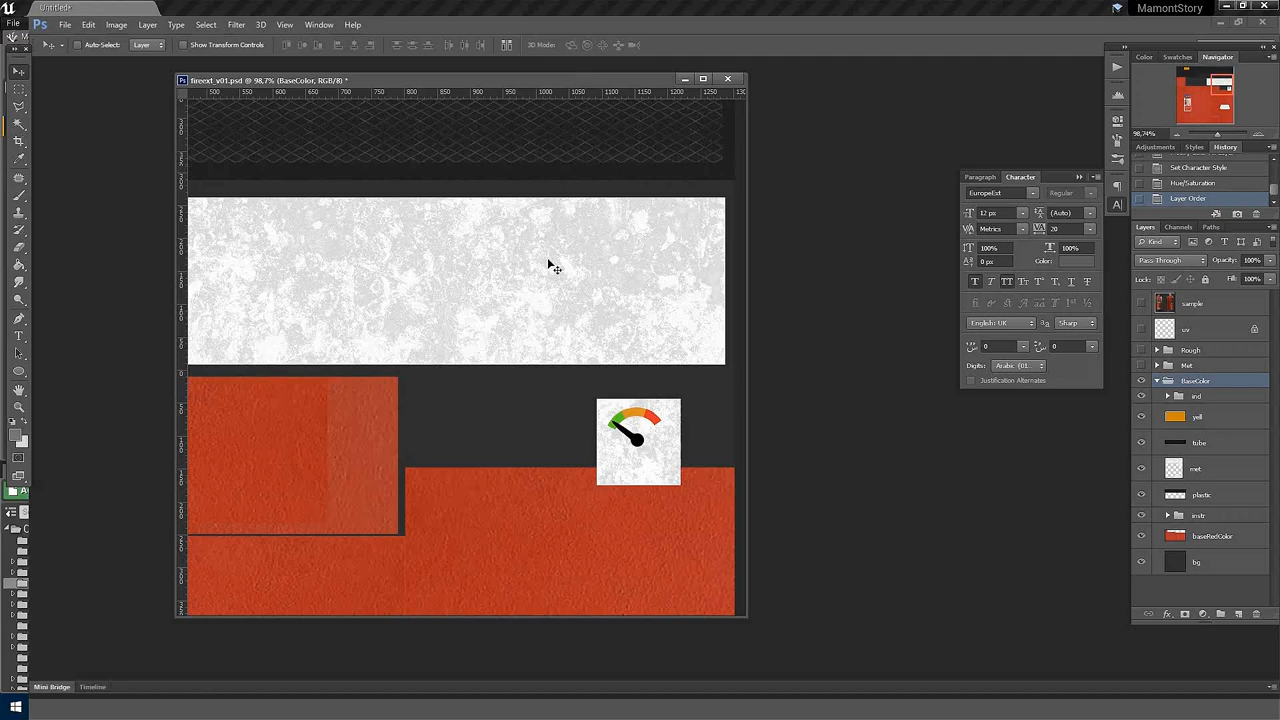 Untitled*
MamontStory
File
Ps File Edit Image Layer Type Select Filter 3D View Window Help
Auto-Select: Layer Show Transform Controls 3D Mode:
fireext_v01.psd @ 98,7% (BaseColor, RGB/8) *
500 550 600 650 700 750 800 850 900 950 1000 1050 1100 1150 1200 1250 130
Color Swatches Navigator
98,74%
Adjustments Styles History
Set Character Style
Hue/Saturation
Layer Order
Paragraph Character
EuropeExt Regular
12 px (Auto)
Metrics 20
100% 100%
0 px Color:
English: UK Sharp
0 0
Digits: Arabic (01...
Justification Alternates
Layers Channels Paths
Kind
Pass Through Opacity: 100%
Lock: Fill: 100%
sample
uv
Rough
Met
BaseColor
ind
yell
tube
met
plastic
instr
baseRedColor
bg
Mini Bridge Timeline